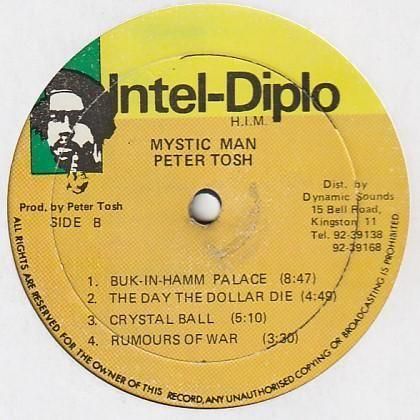 Intel-Diplo
H.I.M.
MYSTIC MAN
PETER TOSH
Prod. by Peter Tosh
SIDE B
Dist. by
Dynamic Sounds
15 Bell Road,
Kingston 11
Tel. 92-39138
92-39168
1. BUK-IN-HAMM PALACE (8:47)
2. THE DAY THE DOLLAR DIE (4:49)
3. CRYSTAL BALL (5:10)
4. RUMOURS OF WAR (3:30)
ALL RIGHTS ARE RESERVED FOR THE OWNER OF THIS RECORD, ANY UNAUTHORISED COPYING OR BROADCASTING IS PROHIBITED